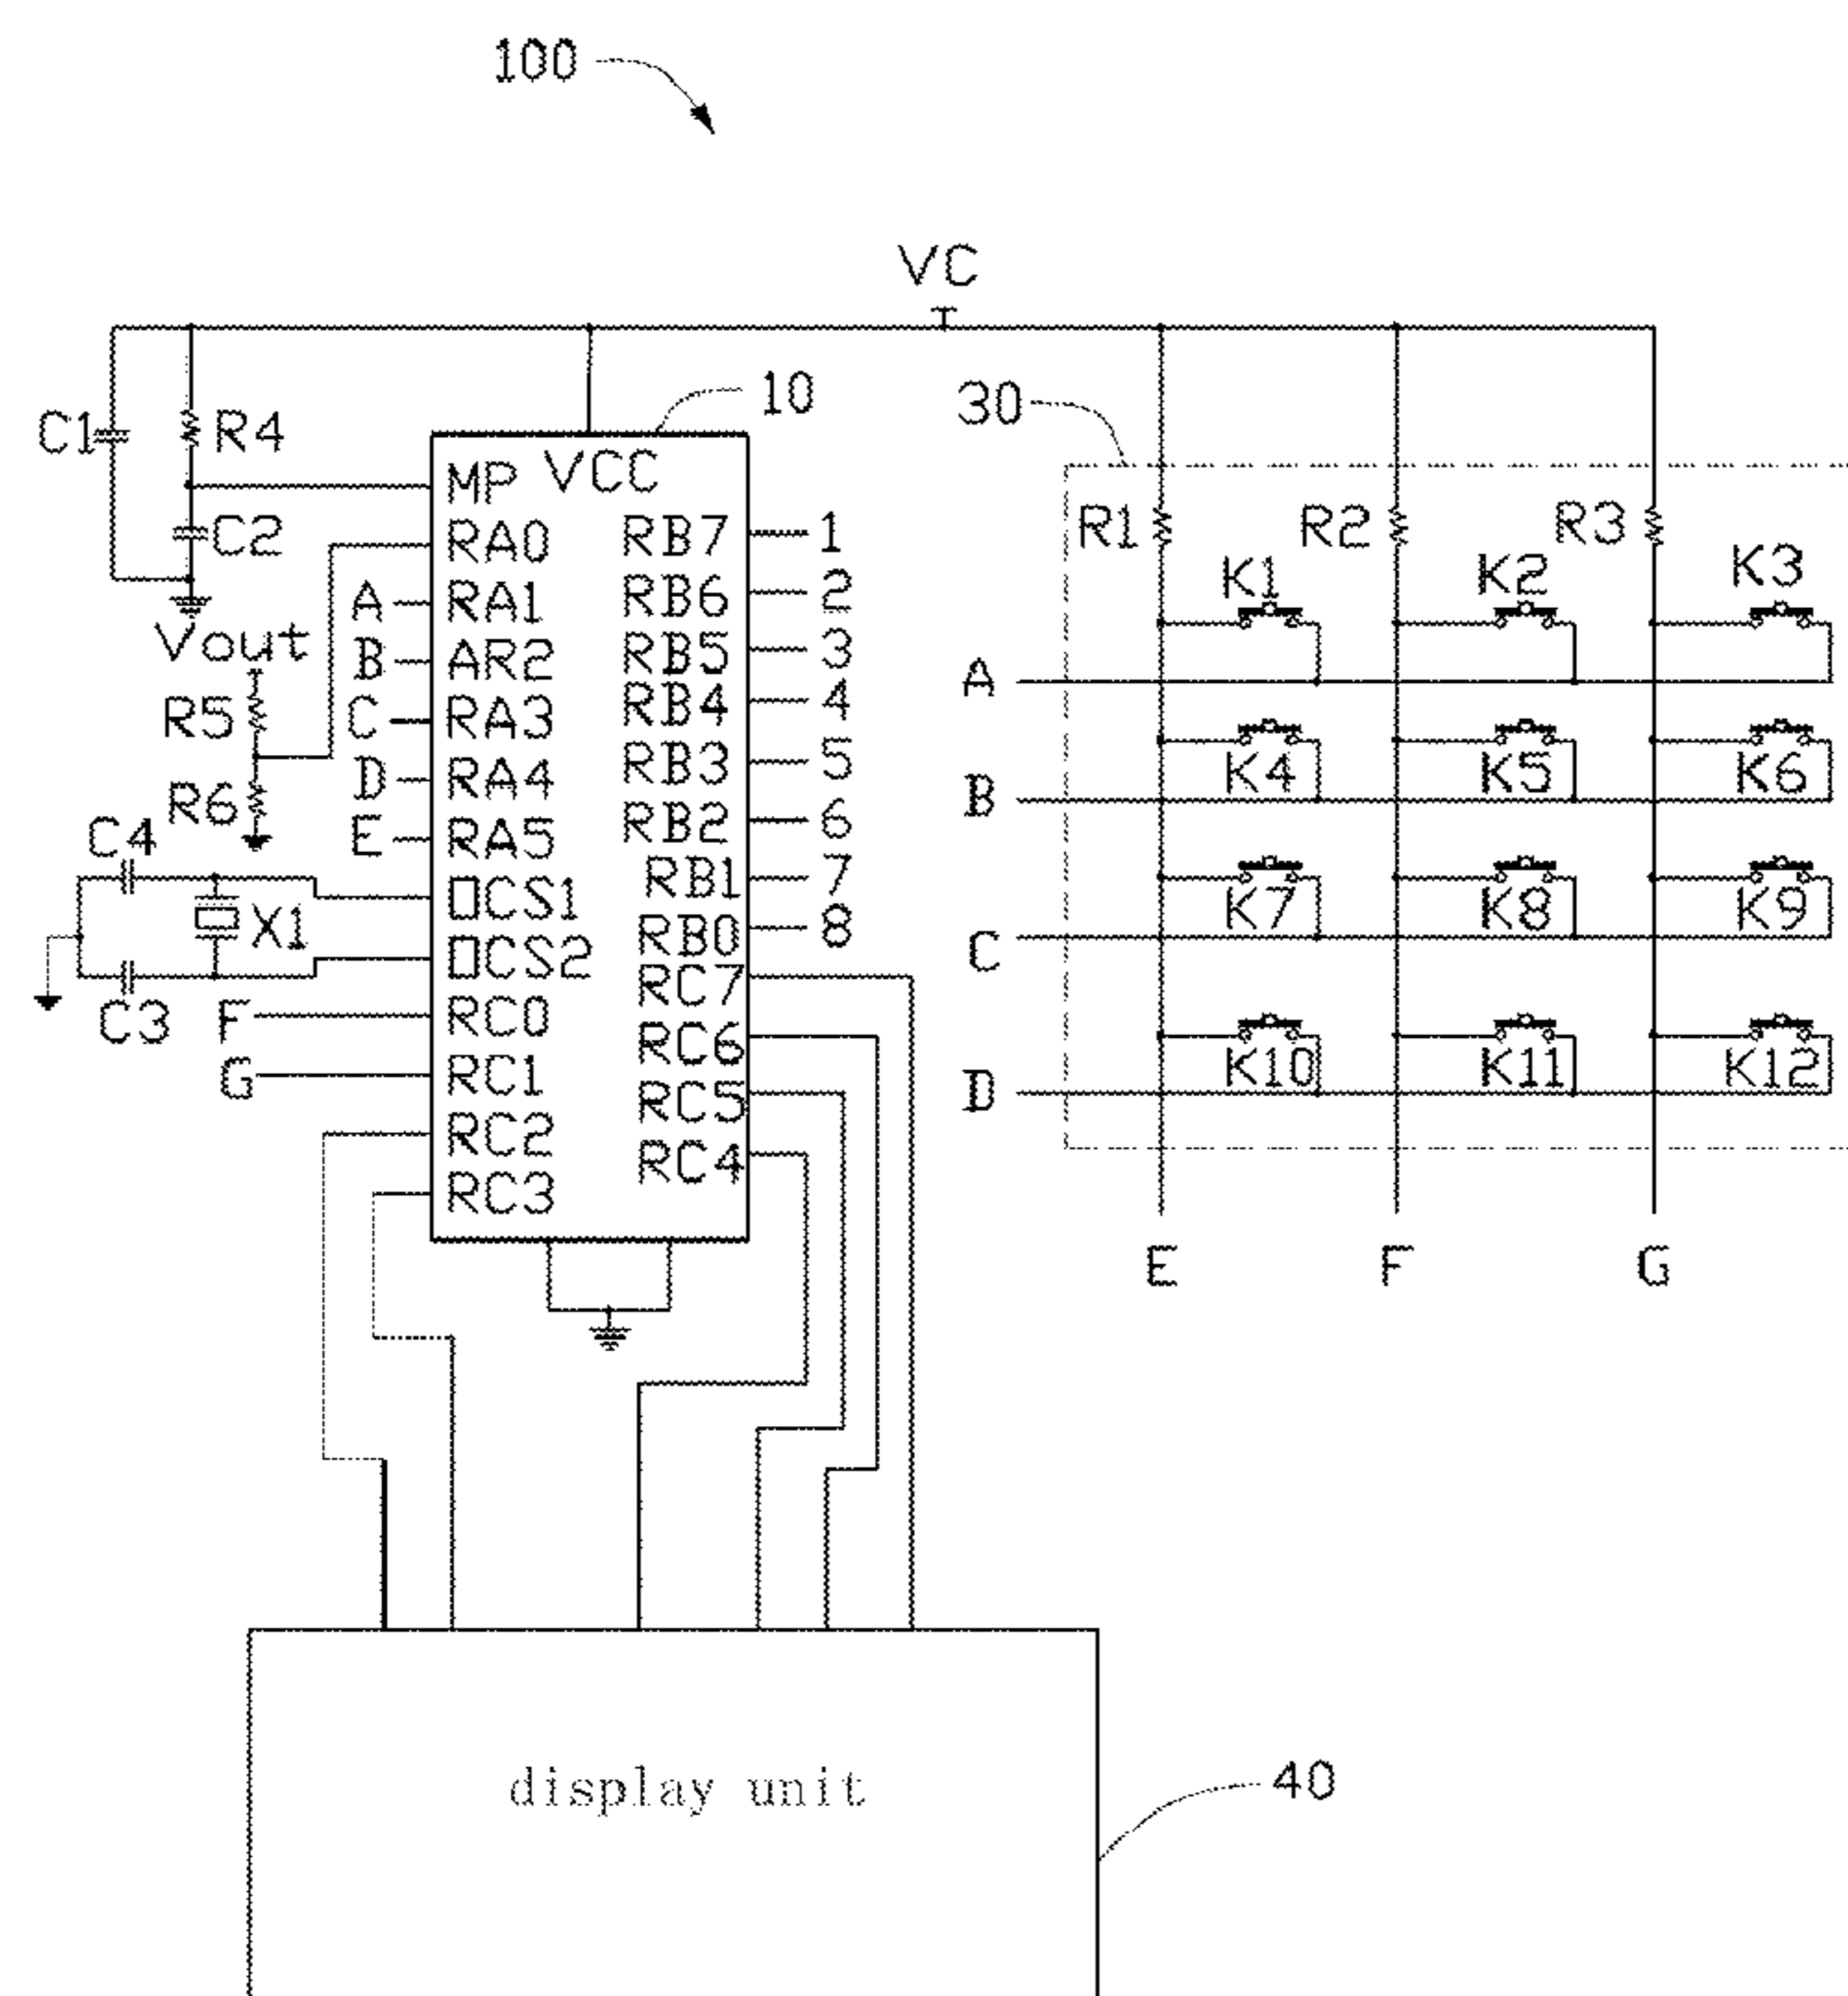 100
VC
10
30
C1
R4
C2
Vout
R5
R6
C4
X1
C3
A
B
C
D
E
F
G
VCC
MP
RA0
RA1
AR2
RA3
RA4
RA5
OCS1
OCS2
RC0
RC1
RC2
RC3
RB7 1
RB6 2
RB5 3
RB4 4
RB3 5
RB2 6
RB1 7
RB0 8
RC7
RC6
RC5
RC4
R1 R2 R3
K1 K2 K3
A
K4 K5 K6
B
K7 K8 K9
C
K10 K11 K12
D
E F G
display unit
40